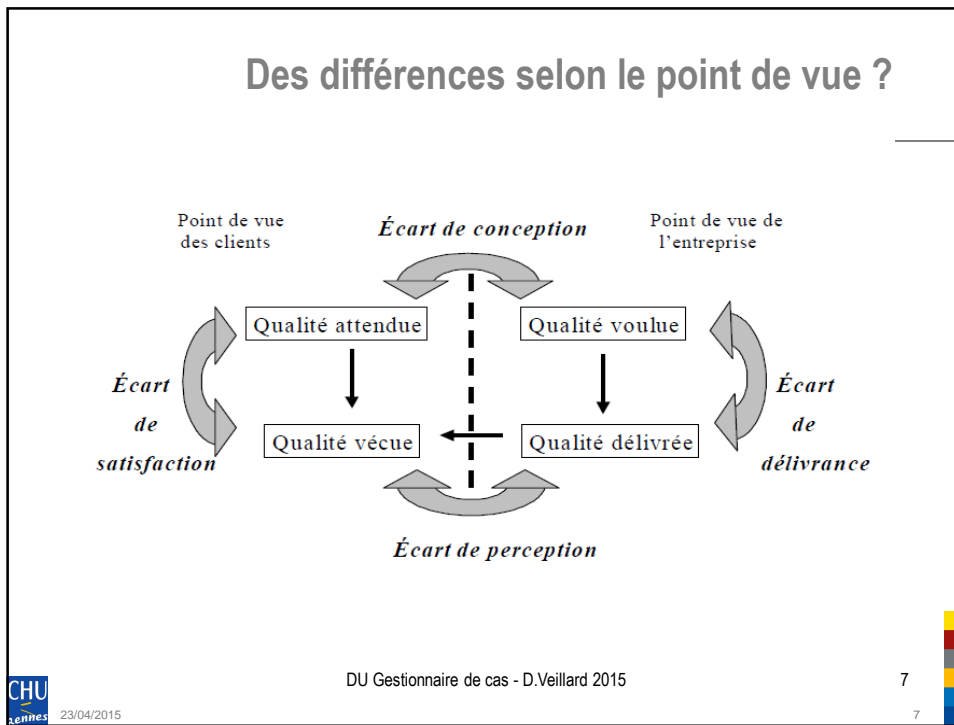 Des différences selon le point de vue ?
Point de vue
des clients
Écart de conception
Point de vue de
l'entreprise
Qualité attendue
Qualité voulue
Écart
de
satisfaction
Écart
de
délivrance
Qualité vécue
Qualité délivrée
Écart de perception
DU Gestionnaire de cas - D.Veillard 2015
7
CHU
Rennes
23/04/2015
7